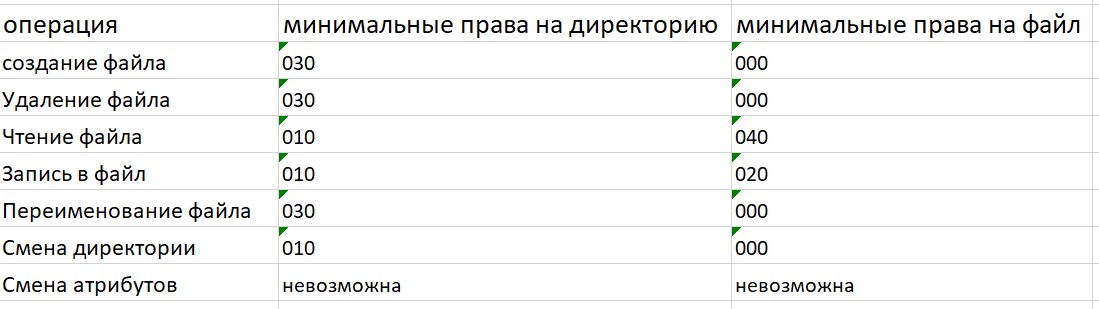 операция минимальные права на директорию минимальные права на файл
создание файла 030 000
Удаление файла 030 000
Чтение файла 010 040
Запись в файл 010 020
Переименование файла 030 000
Смена директории 010 000
Смена атрибутов невозможна невозможна